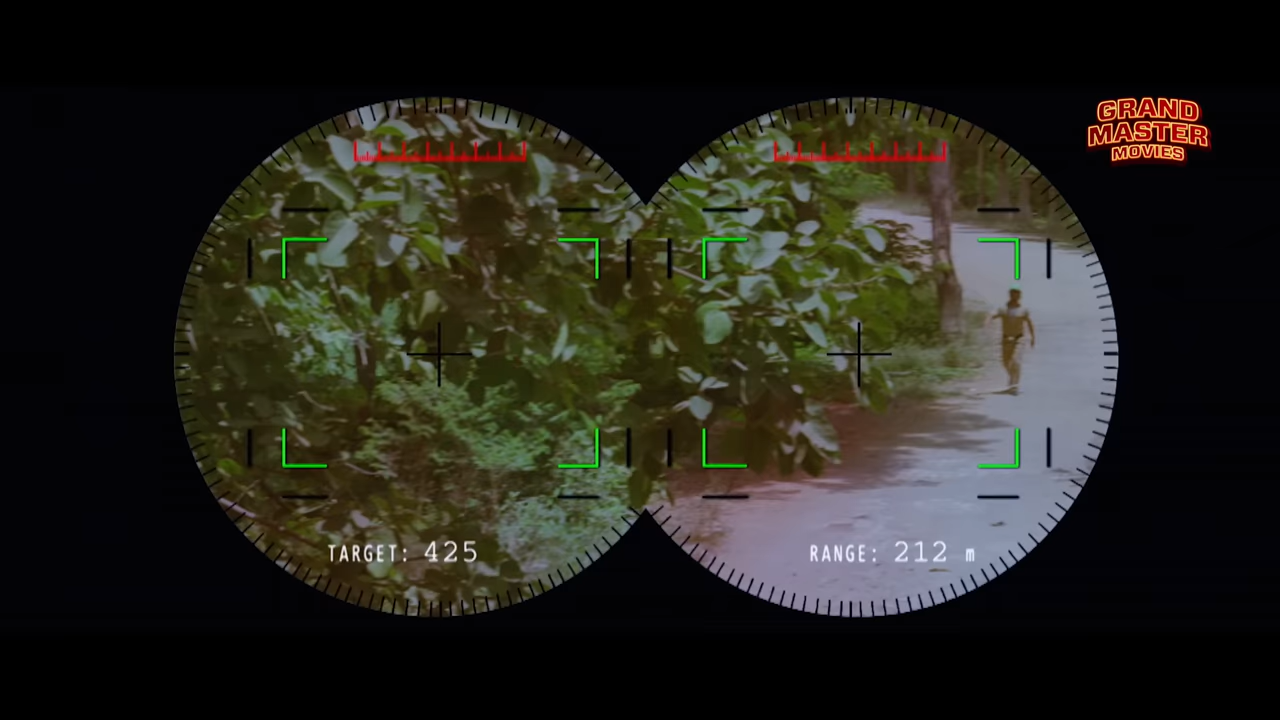 GRAND
MASTER
MOVIES
TARGET: 425
RANGE: 212 m